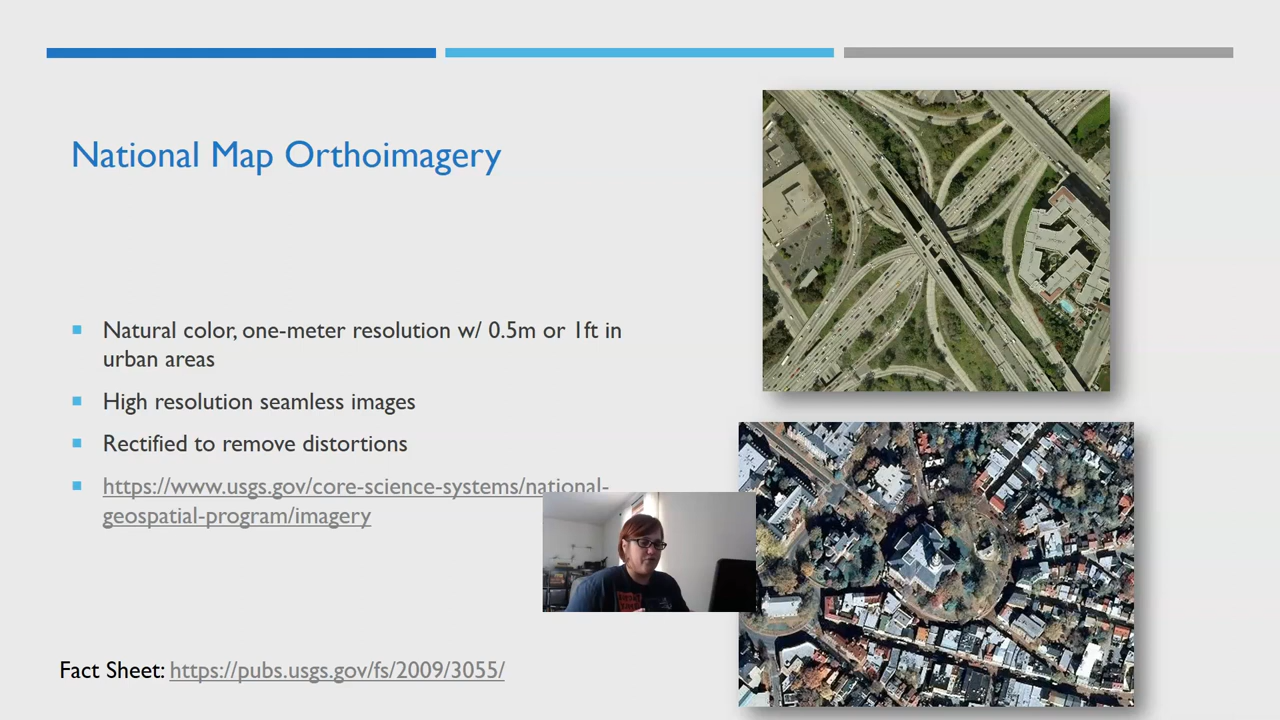 National Map Orthoimagery
Natural color, one-meter resolution w/ 0.5m or 1ft in
urban areas
High resolution seamless images
Rectified to remove distortions
https://www.usgs.gov/core-science-systems/national-
geospatial-program/imagery
Fact Sheet: https://pubs.usgs.gov/fs/2009/3055/